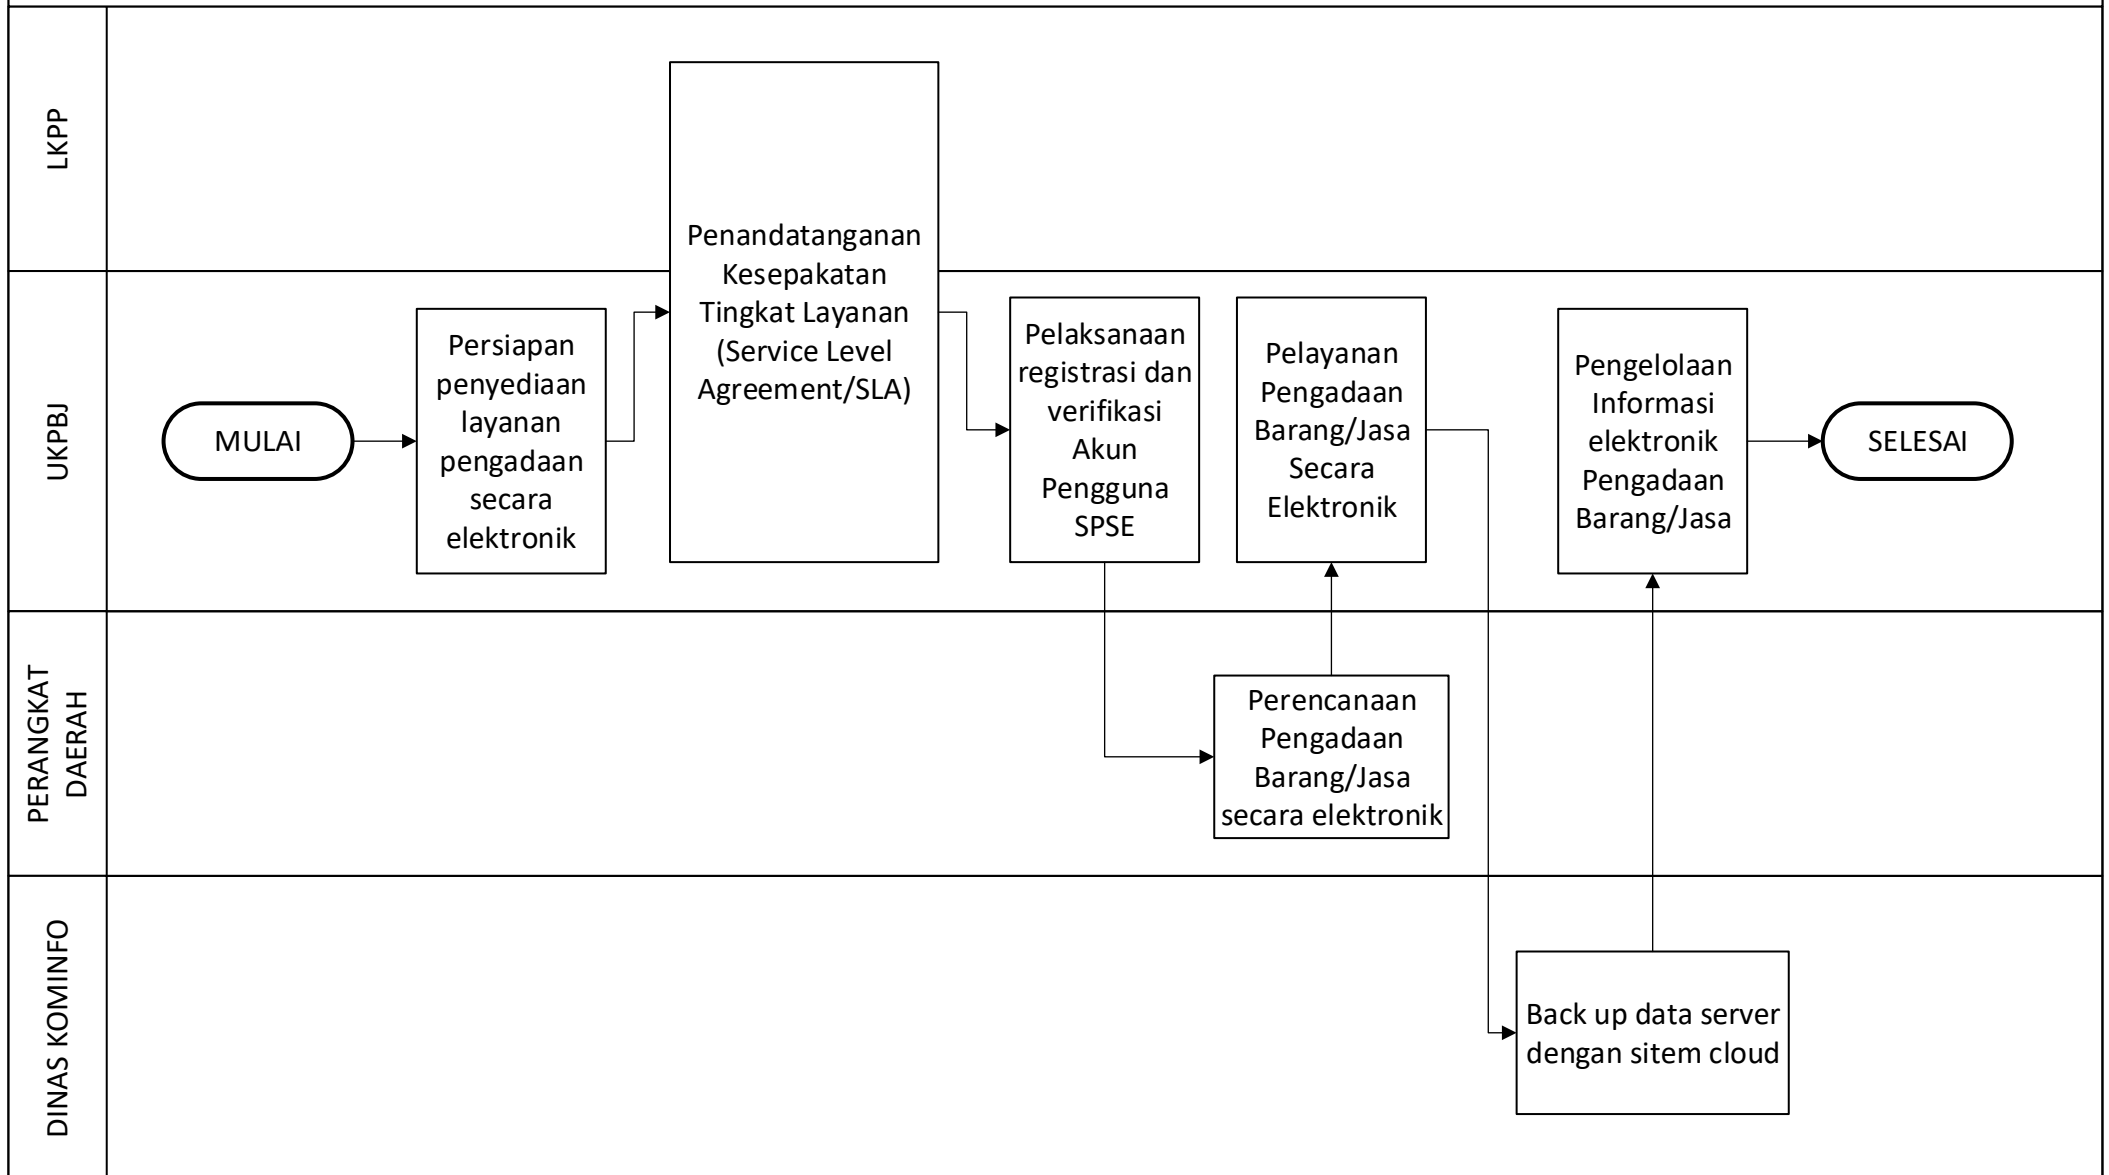 LKPP
Penandatanganan
Kesepakatan
Tingkat Layanan
(Service Level
Agreement/SLA)
UKPBJ
MULAI
Persiapan
penyediaan
layanan
pengadaan
secara
elektronik
Pelaksanaan
registrasi dan
verifikasi
Akun
Pengguna
SPSE
Pelayanan
Pengadaan
Barang/Jasa
Secara
Elektronik
Pengelolaan
Informasi
elektronik
Pengadaan
Barang/Jasa
SELESAI
PERANGKAT
DAERAH
Perencanaan
Pengadaan
Barang/Jasa
secara elektronik
DINAS KOMINFO
Back up data server
dengan sitem cloud